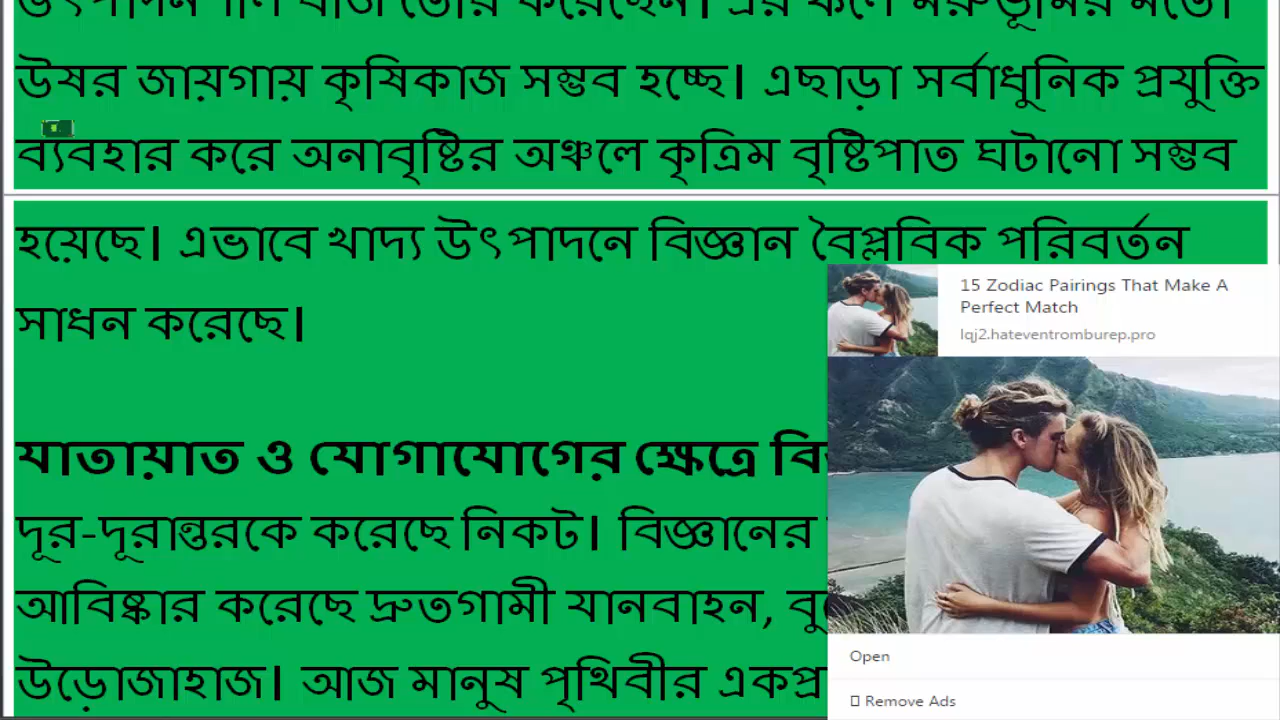 উষর জায়গায় কৃষিকাজ সম্ভব হচ্ছে। এছাড়া সর্বাধুনিক প্রযুক্তি
ব্যবহার করে অনাবৃষ্টির অঞ্চলে কৃত্রিম বৃষ্টিপাত ঘটানো সম্ভব
হয়েছে। এভাবে খাদ্য উৎপাদনে বিজ্ঞান বৈপ্লবিক পরিবর্তন
সাধন করেছে।
যাতায়াত ও যোগাযোগের ক্ষেত্রে
দূর-দূরান্তরকে করেছে নিকট। বিজ্ঞানের
আবিষ্কার করেছে দ্রুতগামী যানবাহন,
উড়োজাহাজ। আজ মানুষ পৃথিবীর
15 Zodiac Pairings That Make A
Perfect Match
lqj2.hateventromburep.pro
Open
Remove Ads